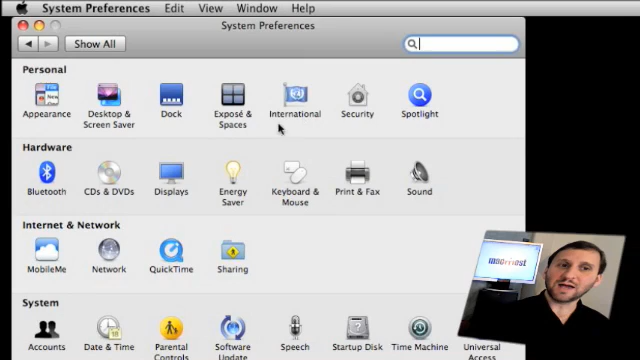 System Preferences Edit View Window Help
System Preferences
Show All
Personal
Appearance
Desktop &
Screen Saver
Dock
Exposé &
Spaces
International
Security
Spotlight
Hardware
Bluetooth
CDs & DVDs
Displays
Energy
Saver
Keyboard &
Mouse
Print & Fax
Sound
Internet & Network
MobileMe
Network
QuickTime
Sharing
System
Accounts
Date & Time
Parental
Controls
Software
Update
Speech
Startup Disk
Time Machine
Universal
Access